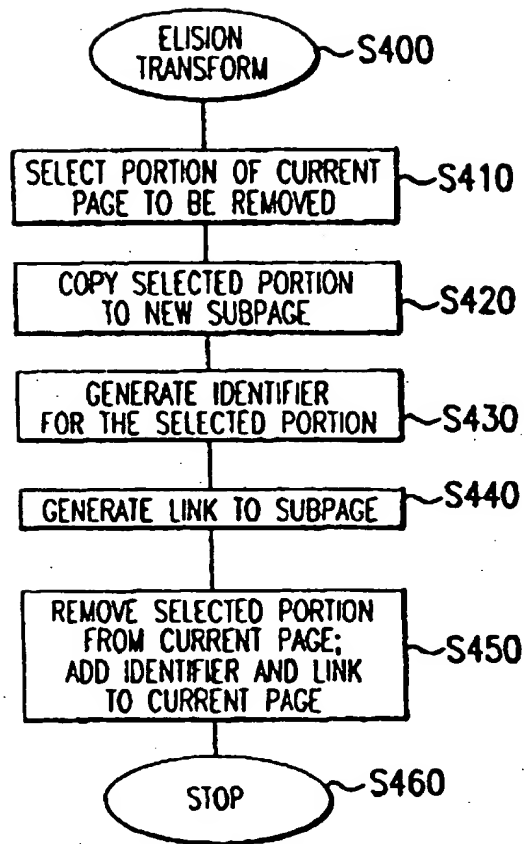 ELISION
TRANSFORM
S400
SELECT PORTION OF CURRENT
PAGE TO BE REMOVED
S410
COPY SELECTED PORTION
TO NEW SUBPAGE
S420
GENERATE IDENTIFIER
FOR THE SELECTED PORTION
S430
GENERATE LINK TO SUBPAGE
S440
REMOVE SELECTED PORTION
FROM CURRENT PAGE;
ADD IDENTIFIER AND LINK
TO CURRENT PAGE
S450
STOP
S460